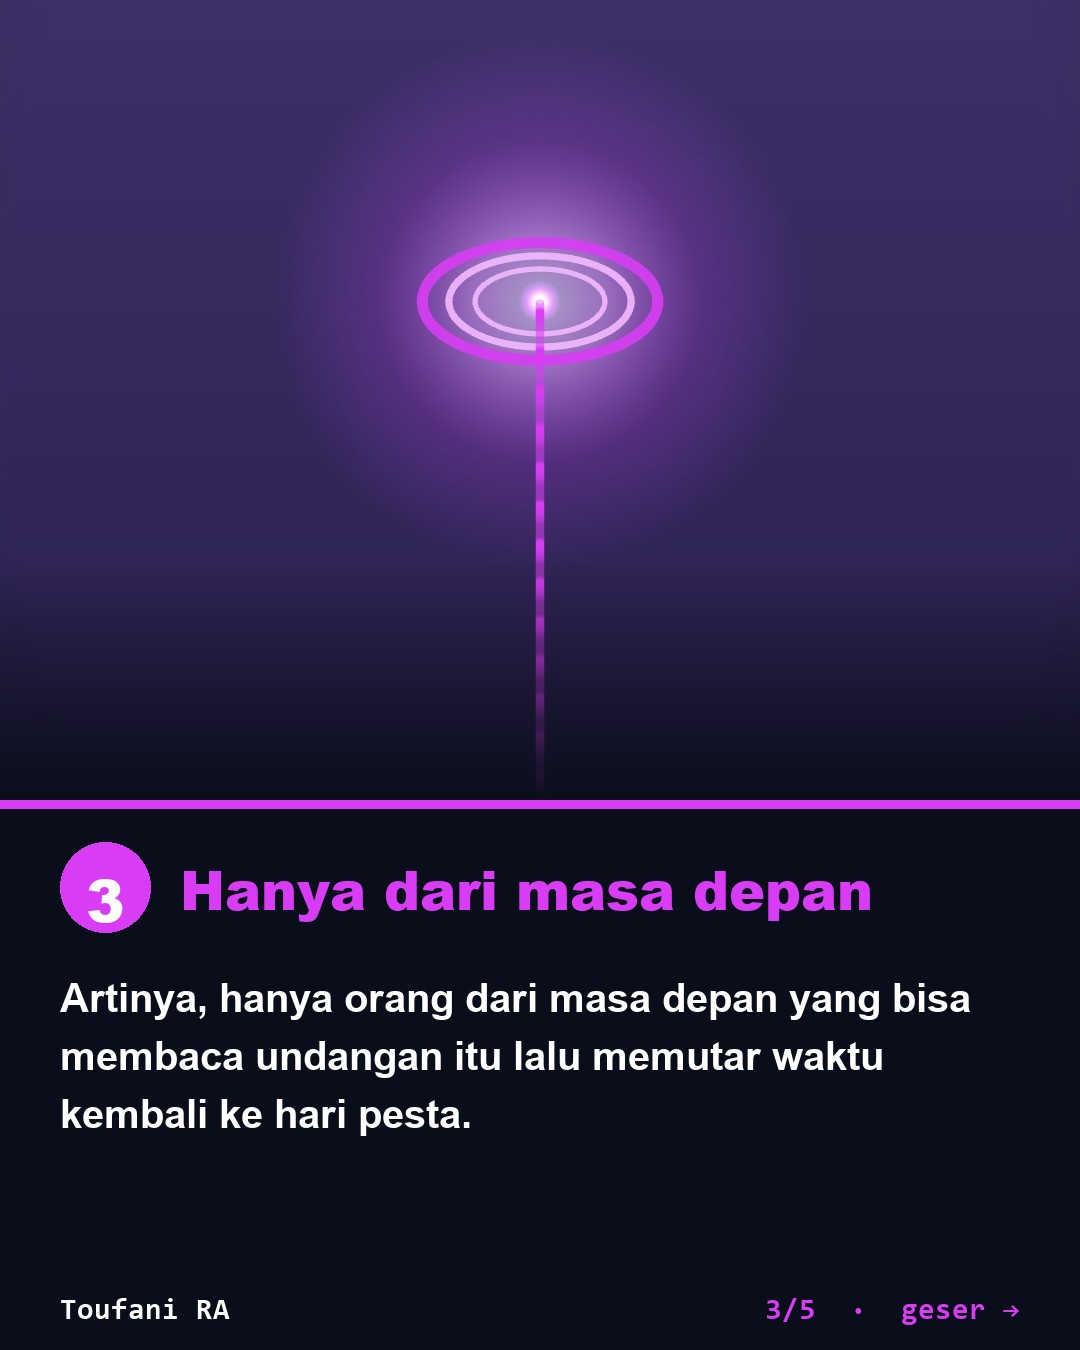 3 Hanya dari masa depan
Artinya, hanya orang dari masa depan yang bisa
membaca undangan itu lalu memutar waktu
kembali ke hari pesta.
Toufani RA
3/5 · geser →